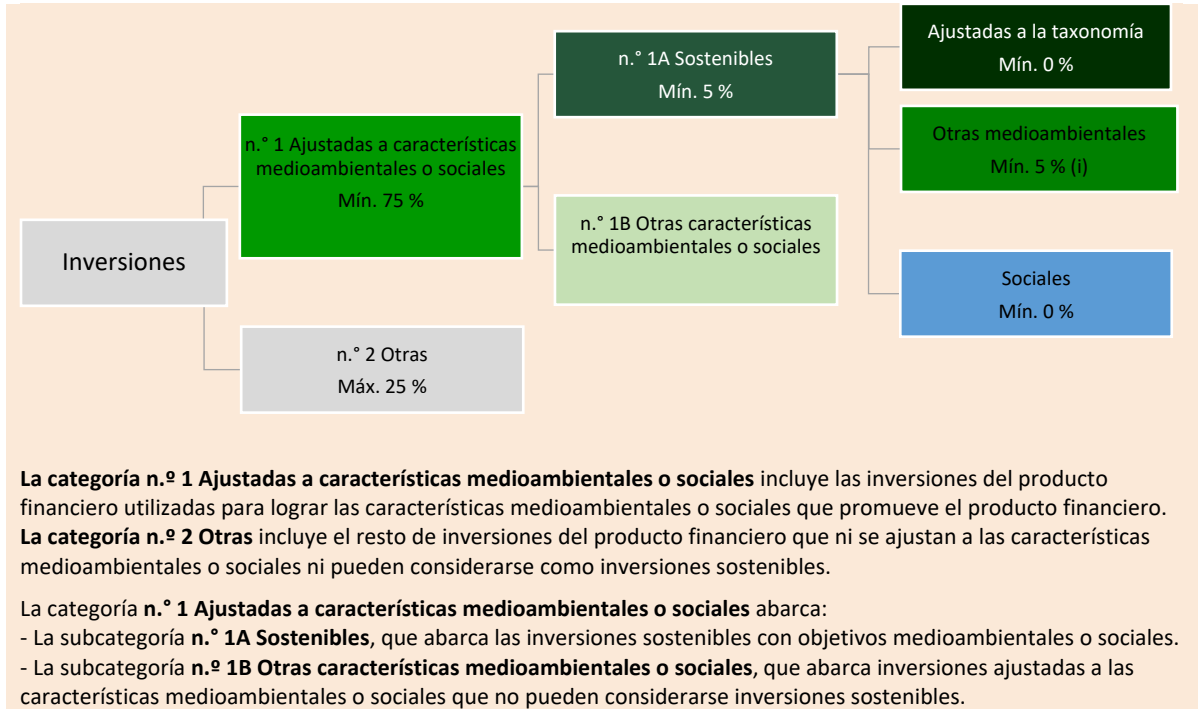 Ajustadas a la taxonomía
Mín. 0 %
n.° 1A Sostenibles
Mín. 5 %
Otras medioambientales
Mín. 5 % (i)
n.° 1 Ajustadas a características
medioambientales o sociales
Mín. 75 %
n.° 1B Otras características
medioambientales o sociales
Inversiones
Sociales
Mín. 0 %
n.° 2 Otras
Máx. 25 %
La categoría n.º 1 Ajustadas a características medioambientales o sociales incluye las inversiones del producto
financiero utilizadas para lograr las características medioambientales o sociales que promueve el producto financiero.
La categoría n.º 2 Otras incluye el resto de inversiones del producto financiero que ni se ajustan a las características
medioambientales o sociales ni pueden considerarse como inversiones sostenibles.
La categoría n.° 1 Ajustadas a características medioambientales o sociales abarca:
- La subcategoría n.° 1A Sostenibles, que abarca las inversiones sostenibles con objetivos medioambientales o sociales.
- La subcategoría n.º 1B Otras características medioambientales o sociales, que abarca inversiones ajustadas a las
características medioambientales o sociales que no pueden considerarse inversiones sostenibles.